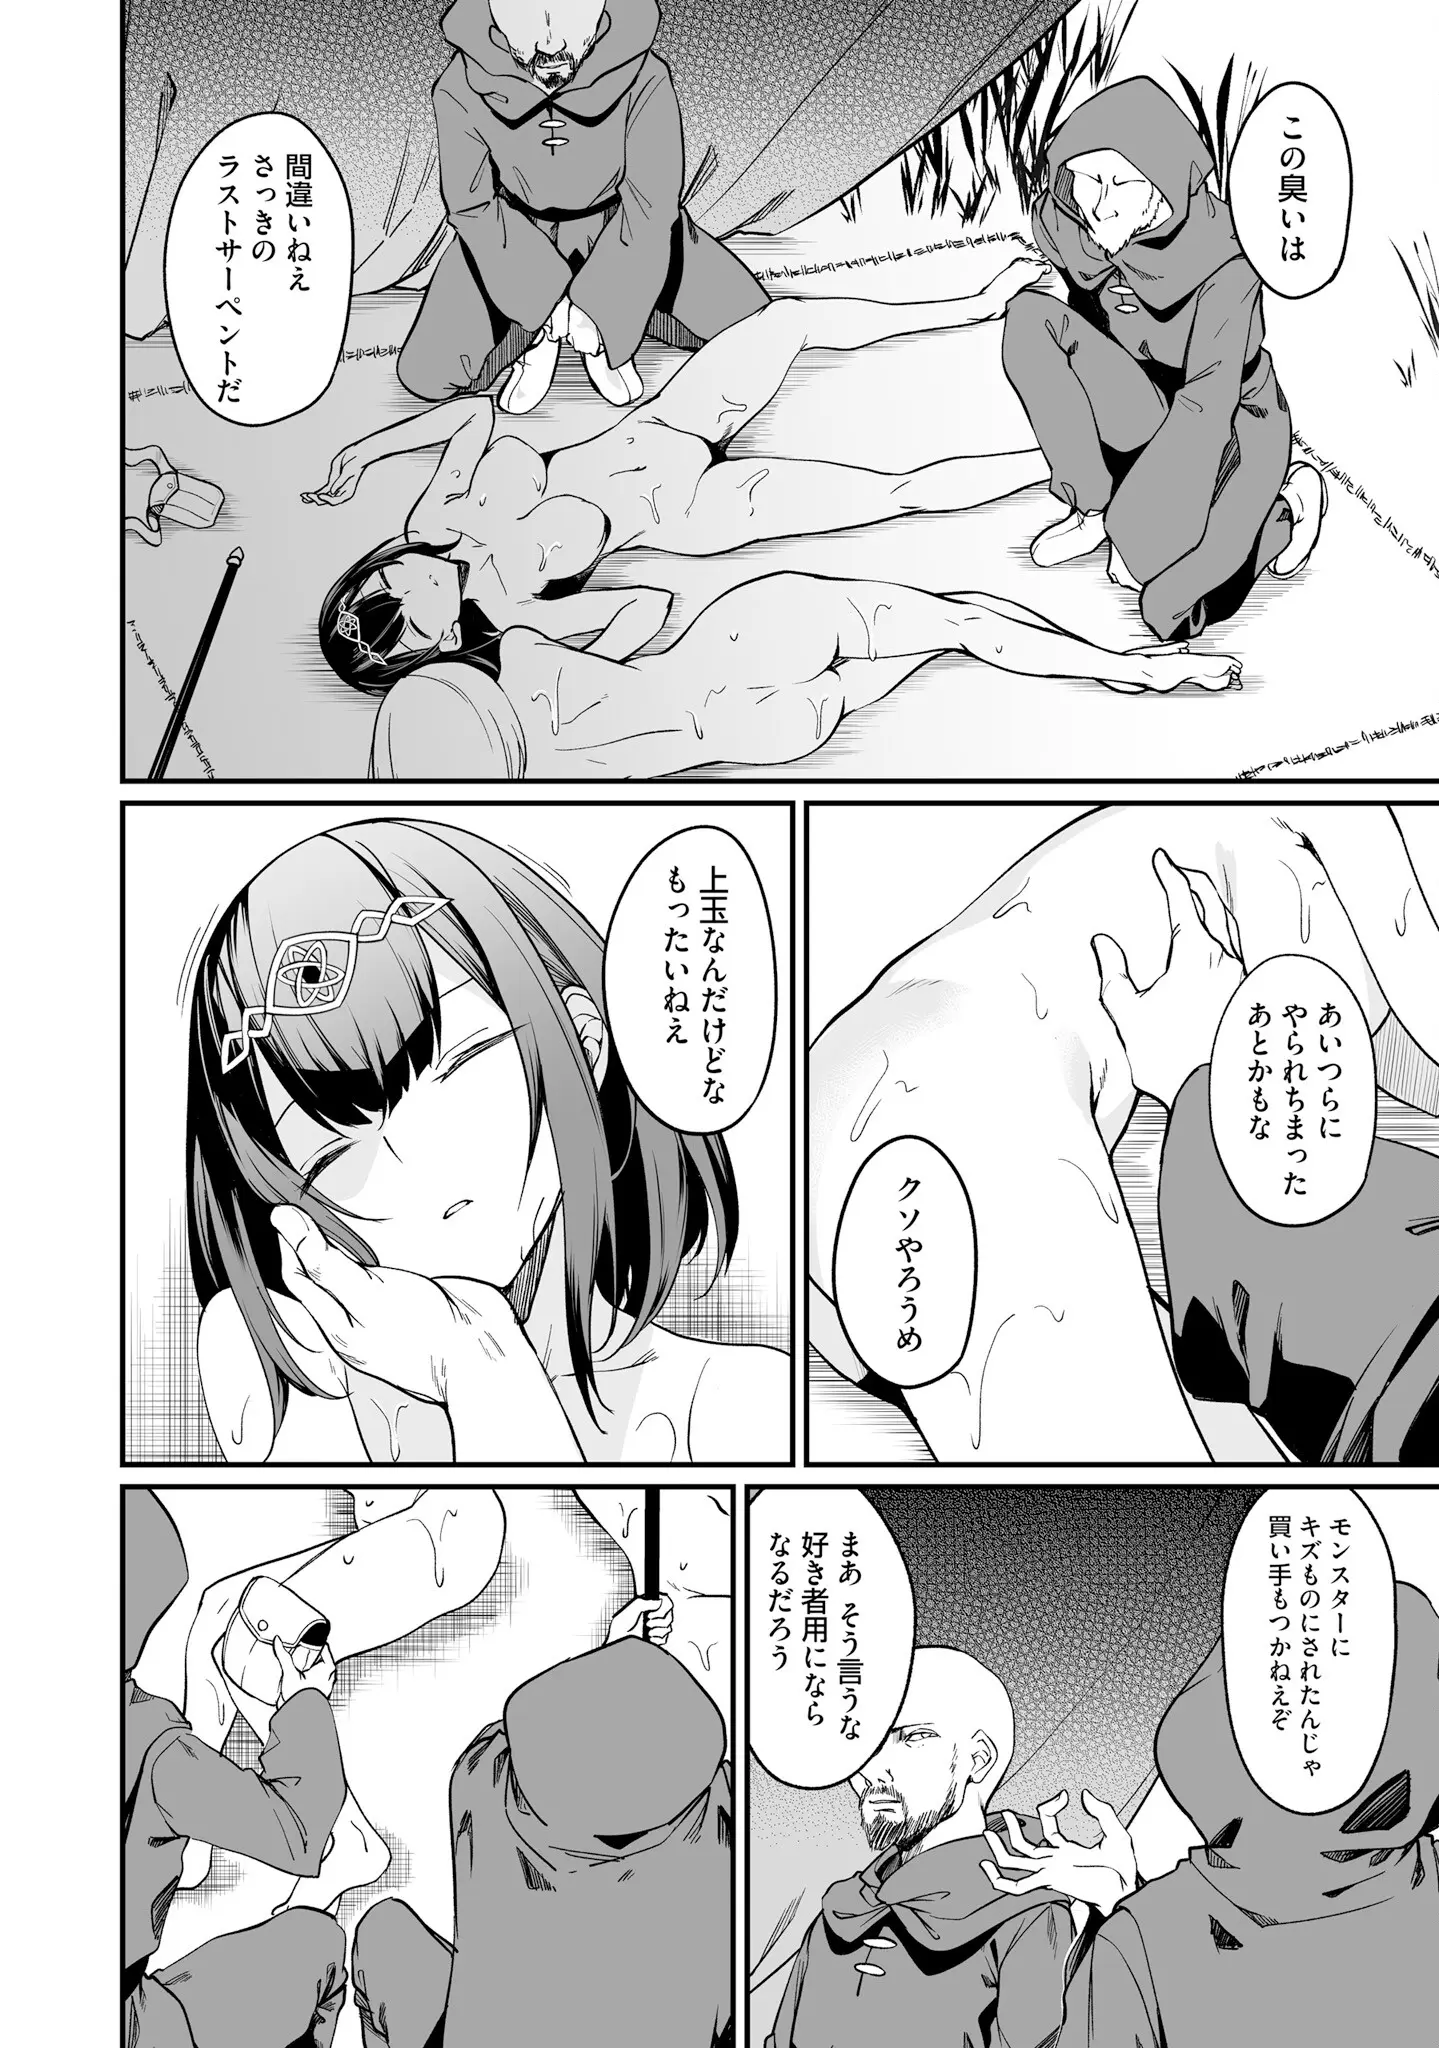 この臭いは
間違いねえ
さっきの
ラストサーペントだ
あいつらに
やられちまった
あとかもな
クソやろうめ
上玉なんだけどな
もったいねえ
モンスターに
キズものにされたんじゃ
買い手もつかねえぞ
まあ そう言うな
好き者用になら
なるだろう